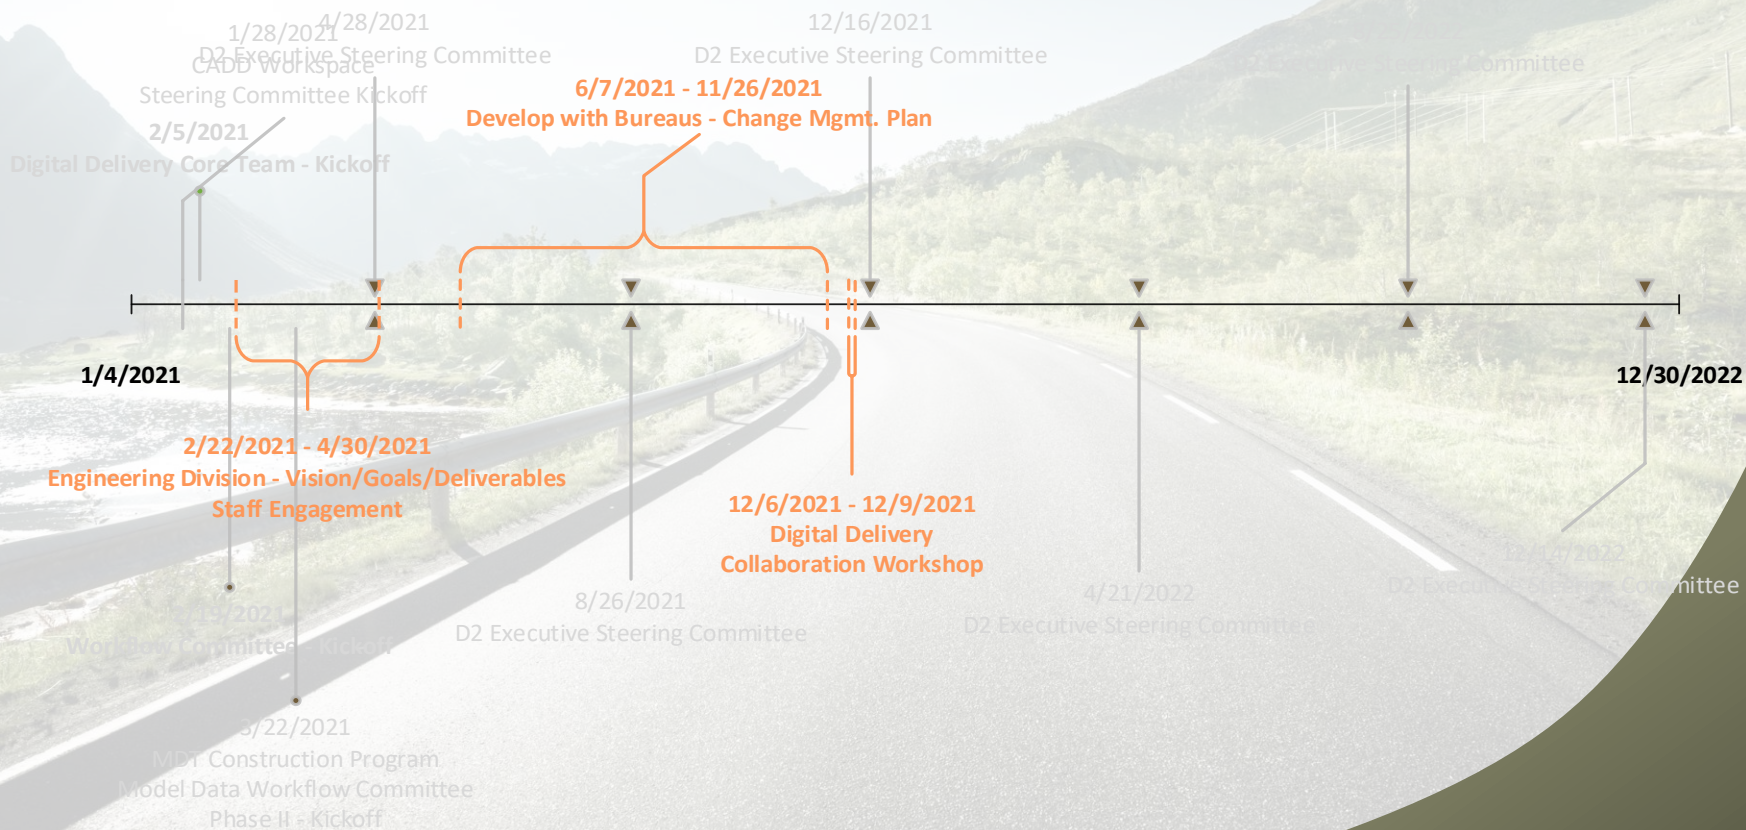 1/28/2021
CADD Workspace
Steering Committee Kickoff
4/28/2021
D2 Executive Steering Committee
12/16/2021
D2 Executive Steering Committee
D2 Executive Steering Committee
6/7/2021 - 11/26/2021
Develop with Bureaus - Change Mgmt. Plan
2/5/2021
Digital Delivery Core Team - Kickoff
1/4/2021
12/30/2022
2/22/2021 - 4/30/2021
Engineering Division - Vision/Goals/Deliverables
Staff Engagement
12/6/2021 - 12/9/2021
Digital Delivery
Collaboration Workshop
12/14/2022
D2 Executive Steering Committee
8/26/2021
D2 Executive Steering Committee
4/21/2022
D2 Executive Steering Committee
Workflow Committee - Kickoff
3/22/2021
MDT Construction Program
Model Data Workflow Committee
Phase II - Kickoff